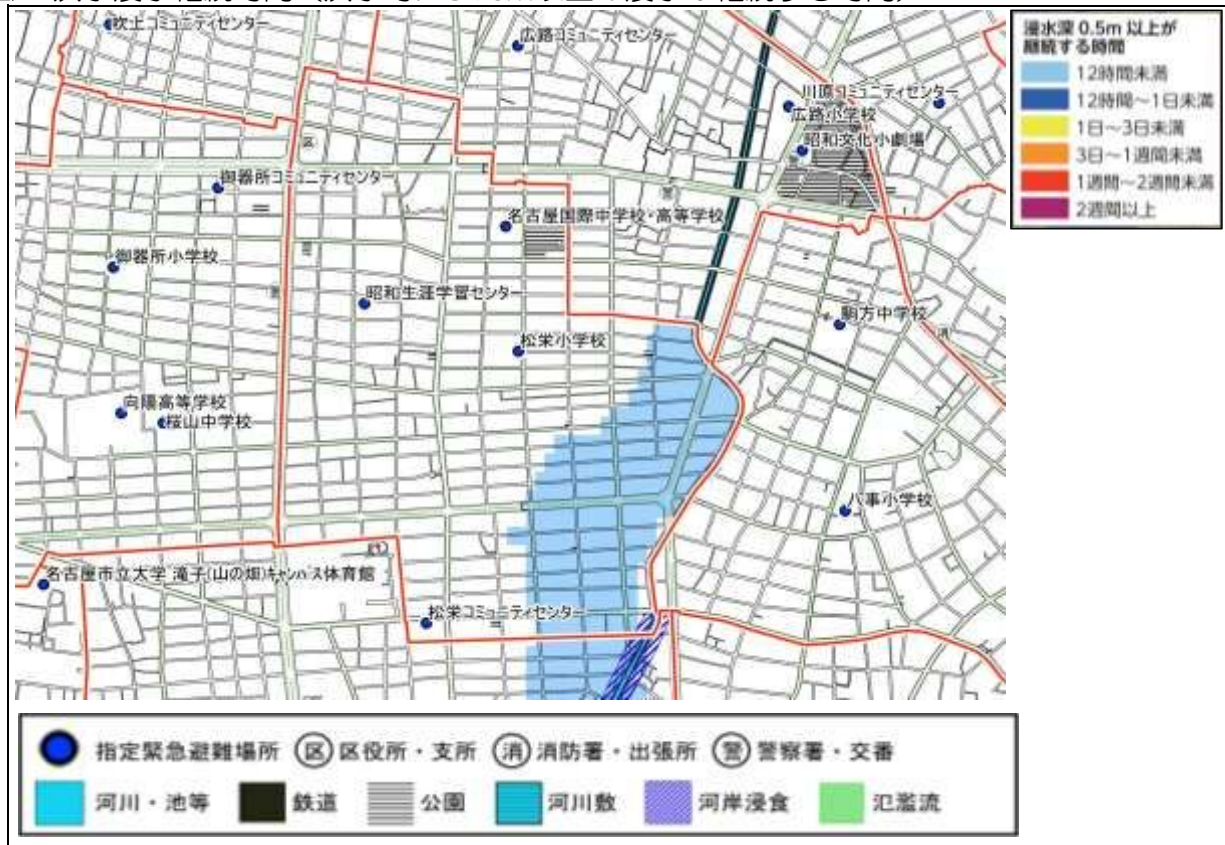 浸水深 0.5m 以上が
継続する時間
12時間未満
12時間～1日未満
1日～3日未満
3日～1週間未満
1週間～2週間未満
2週間以上
吹上コミュニティセンター
広路コミュニティセンター
川原コミュニティセンター
広路小学校
昭和文化小劇場
御器所コミュニティセンター
名古屋国際中学校・高等学校
御器所小学校
昭和生涯学習センター
駒方中学校
松栄小学校
向陽高等学校
桜山中学校
八事小学校
名古屋市立大学 滝子(山の畑)キャンパス体育館
松栄コミュニティセンター
指定緊急避難場所 区 区役所・支所 消 消防署・出張所 警 警察署・交番
河川・池等 鉄道 公園 河川敷 河岸浸食 氾濫流